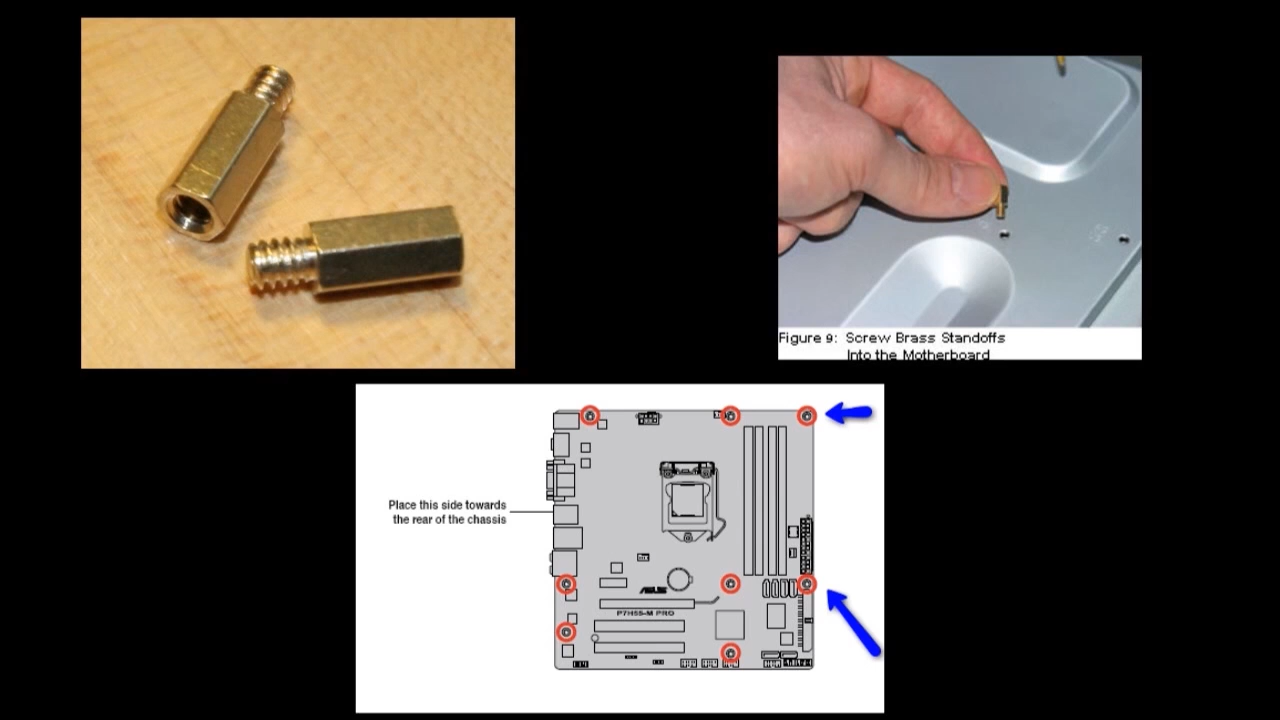 Figure 9: Screw Brass Standoffs
Into the Motherboard
Place this side towards
the rear of the chassis
ASUS
P7H55-M PRO